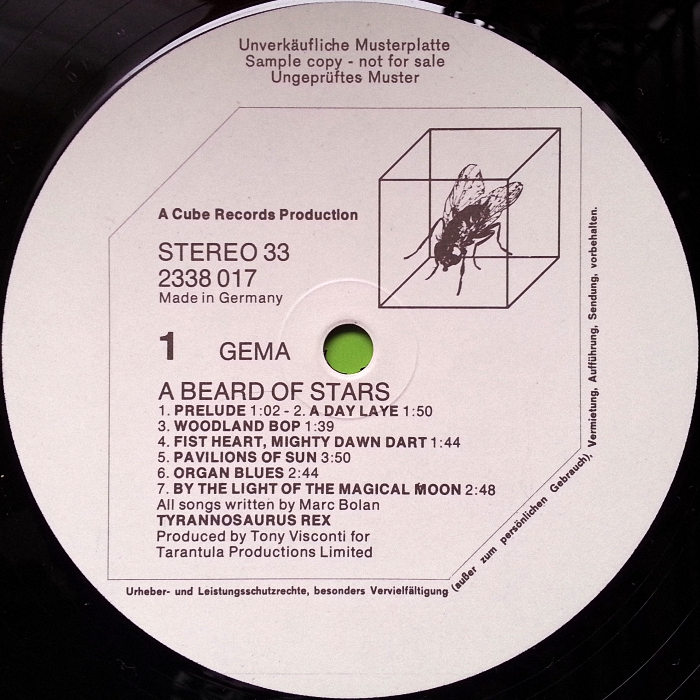 Unverkäufliche Musterplatte
Sample copy - not for sale
Ungeprüftes Muster
A Cube Records Production
STEREO 33
2338 017
Made in Germany
1 GEMA
A BEARD OF STARS
1. PRELUDE 1:02 - 2. A DAY LAYE 1:50
3. WOODLAND BOP 1:39
4. FIST HEART, MIGHTY DAWN DART 1:44
5. PAVILIONS OF SUN 3:50
6. ORGAN BLUES 2:44
7. BY THE LIGHT OF THE MAGICAL MOON 2:48
All songs written by Marc Bolan
TYRANNOSAURUS REX
Produced by Tony Visconti for
Tarantula Productions Limited
Urheber- und Leistungsschutzrechte, besonders Vervielfältigung (außer zum persönlichen Gebrauch), Vermietung, Aufführung, Sendung, vorbehalten.